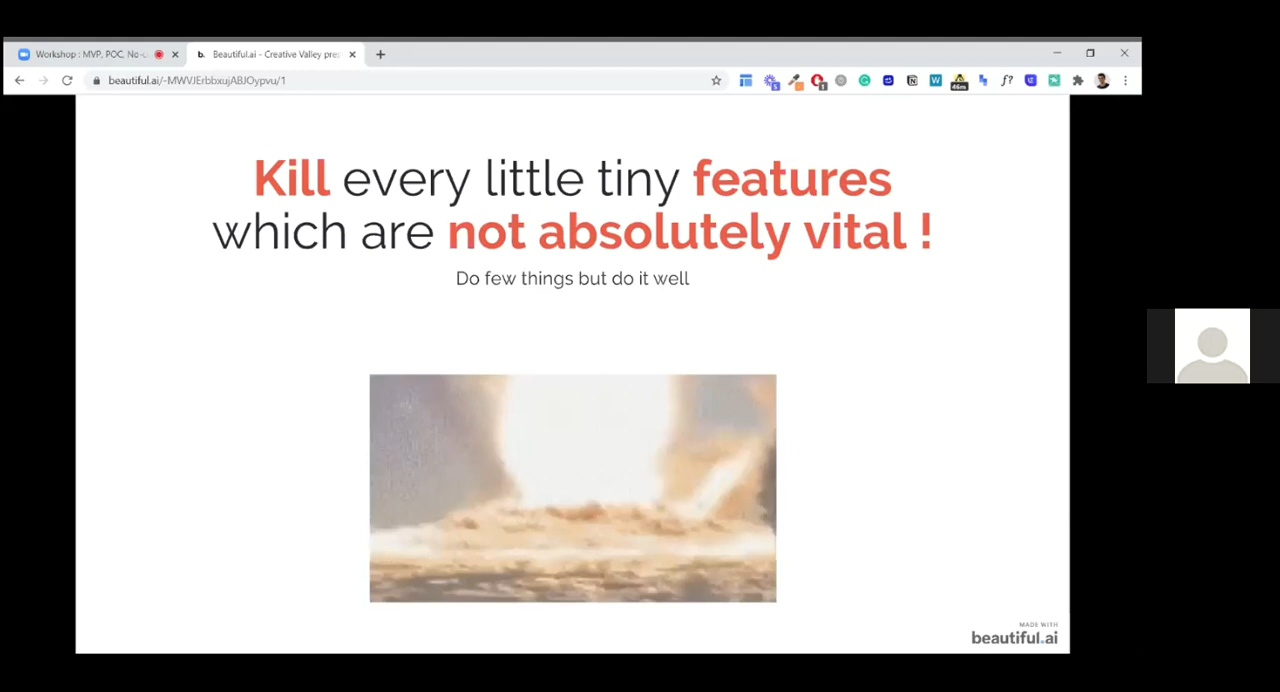 Workshop : MVP, POC, No-c
b. Beautiful.ai - Creative Valley pres
beautiful.ai/-MWVJErbbxujABJOypvu/1
46m
f?
Kill every little tiny features
which are not absolutely vital !
Do few things but do it well
MADE WITH
beautiful.ai